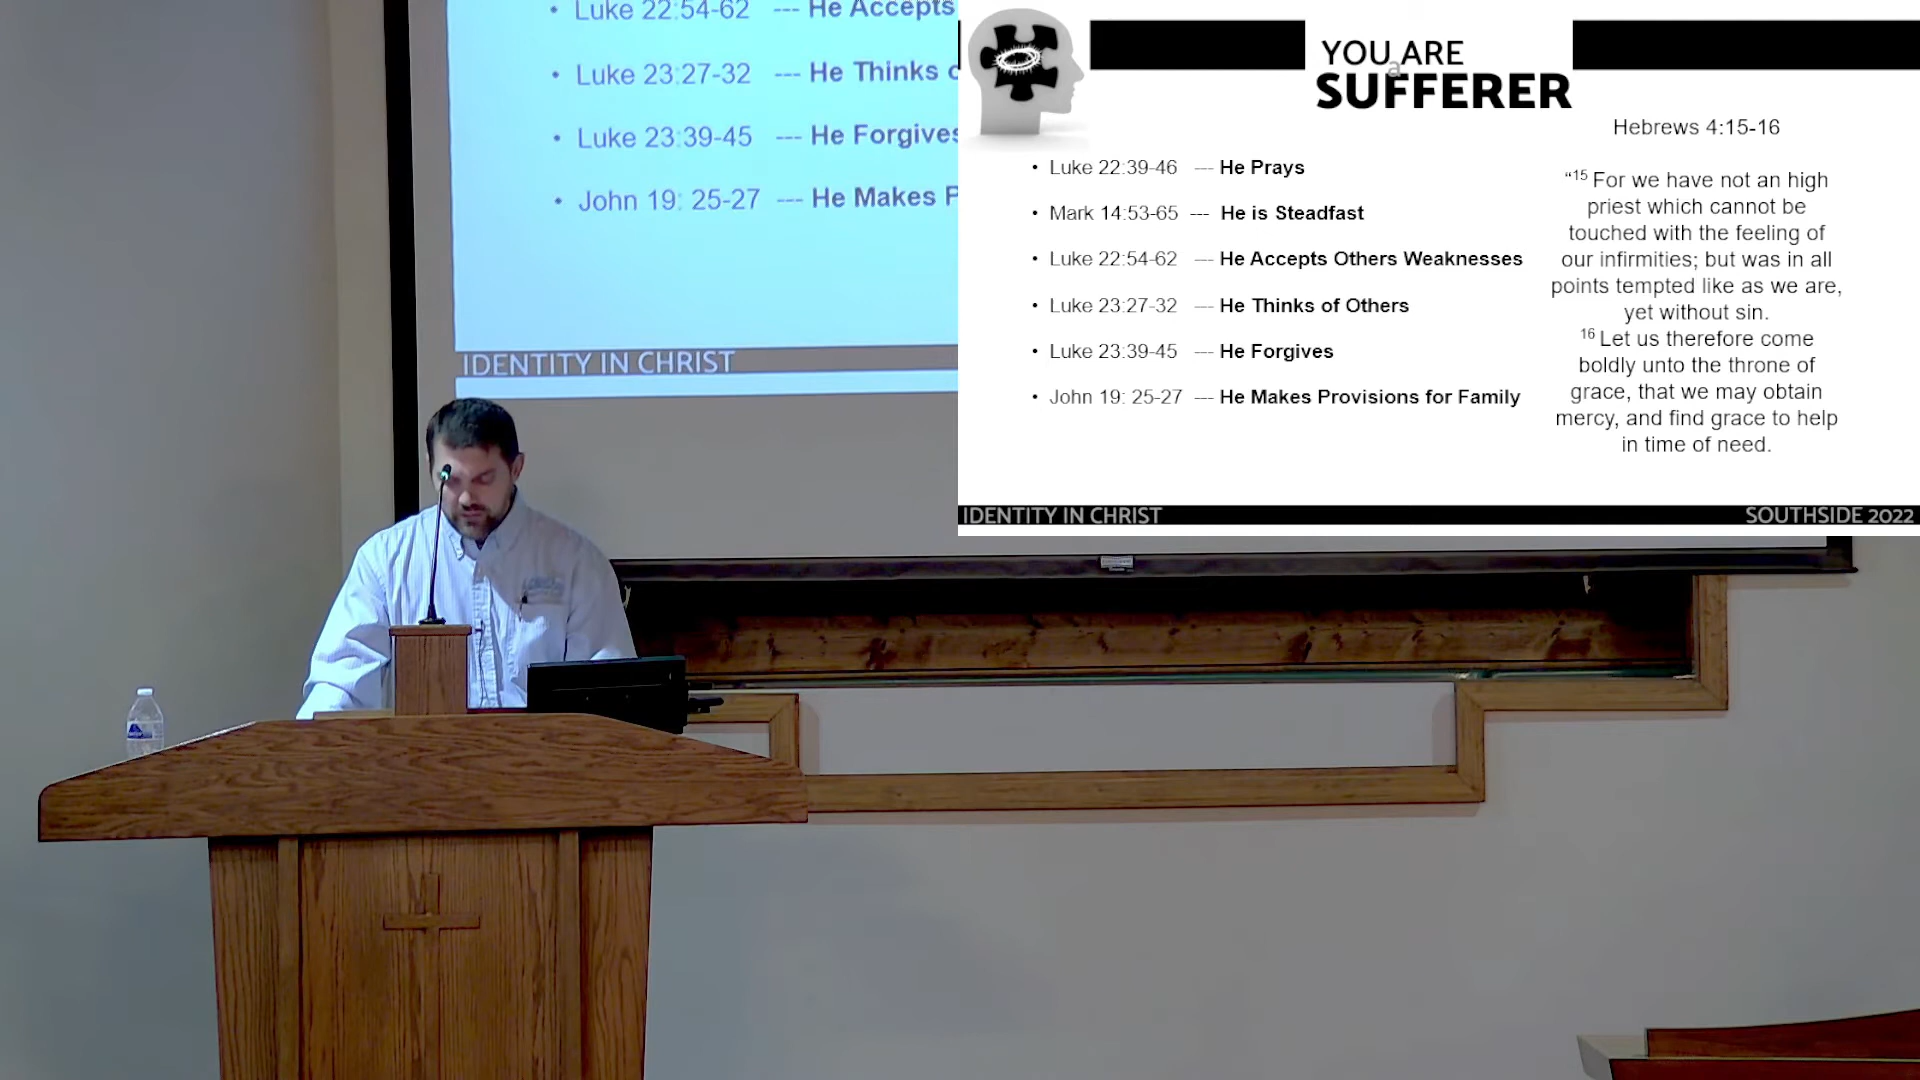 • Luke 22:54-62 --- He Accepts
• Luke 23:27-32 --- He Thinks
• Luke 23:39-45 --- He Forgives
• John 19: 25-27 --- He Makes
IDENTITY IN CHRIST
YOU ARE
a
SUFFERER
• Luke 22:39-46 --- He Prays
• Mark 14:53-65 --- He is Steadfast
• Luke 22:54-62 --- He Accepts Others Weaknesses
• Luke 23:27-32 --- He Thinks of Others
• Luke 23:39-45 --- He Forgives
• John 19: 25-27 --- He Makes Provisions for Family
Hebrews 4:15-16
“15 For we have not an high
priest which cannot be
touched with the feeling of
our infirmities; but was in all
points tempted like as we are,
yet without sin.
16 Let us therefore come
boldly unto the throne of
grace, that we may obtain
mercy, and find grace to help
in time of need.
IDENTITY IN CHRIST
SOUTHSIDE 2022